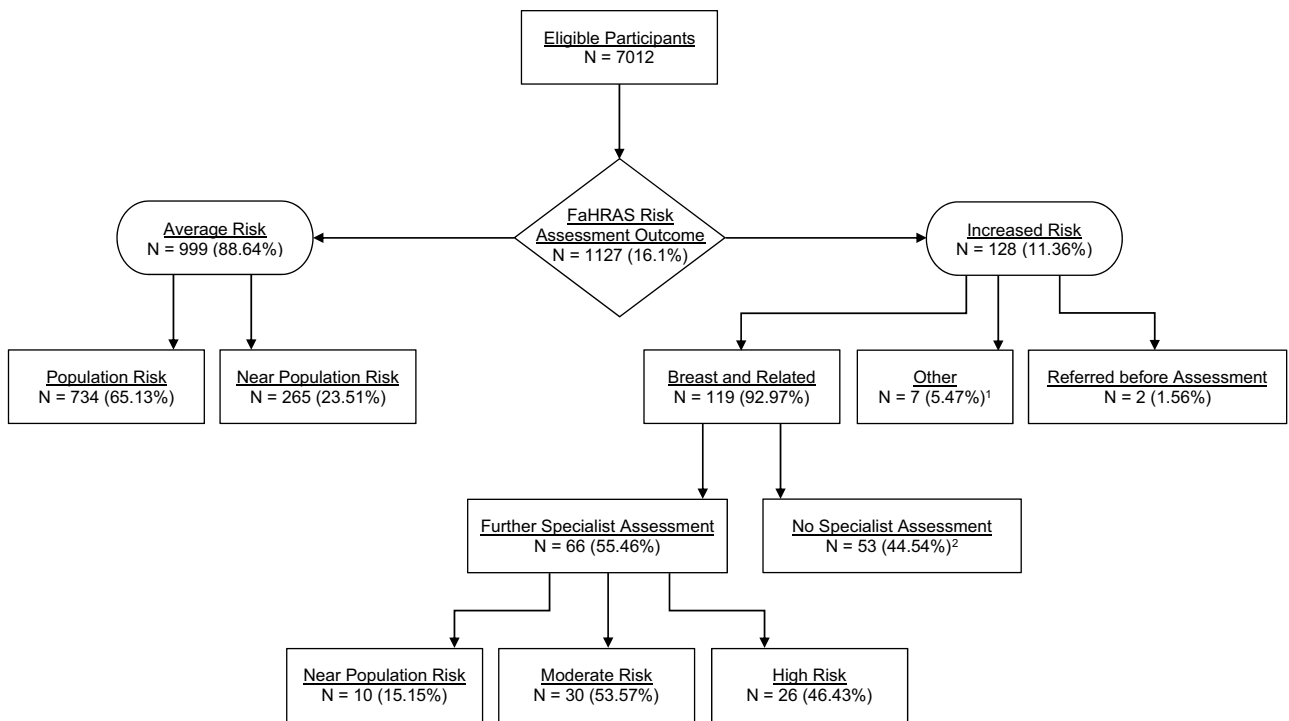 Eligible Participants
N = 7012
FaHRAS Risk
Assessment Outcome
N = 1127 (16.1%)
Average Risk
N = 999 (88.64%)
Increased Risk
N = 128 (11.36%)
Population Risk
N = 734 (65.13%)
Near Population Risk
N = 265 (23.51%)
Breast and Related
N = 119 (92.97%)
Other
N = 7 (5.47%)¹
Referred before Assessment
N = 2 (1.56%)
Further Specialist Assessment
N = 66 (55.46%)
No Specialist Assessment
N = 53 (44.54%)²
Near Population Risk
N = 10 (15.15%)
Moderate Risk
N = 30 (53.57%)
High Risk
N = 26 (46.43%)